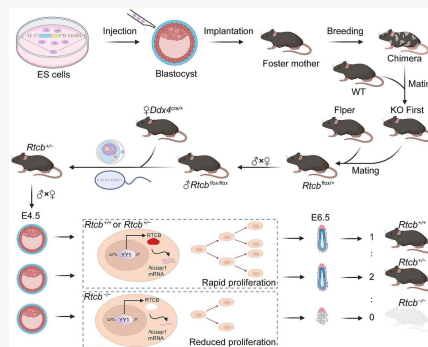 Injection
Implantation
Breeding
ES cells
Blastocyst
Foster mother
Chimera
WT
Mating
♀Ddx4cre/+
Flper
KO First
Rtcb+/-
♂×♀
♂Rtcbflox/flox
Rtcbflox/+
Mating
♂×♀
E4.5
Rtcb+/+ or Rtcb+/-
RTCB
YY1
Nusap1
mRNA
Rapid proliferation
E6.5
1
Rtcb+/+
:
2
Rtcb+/-
:
0
Rtcb-/-
Rtcb-/-
RTCB
YY1
Nusap1
mRNA
Reduced proliferation